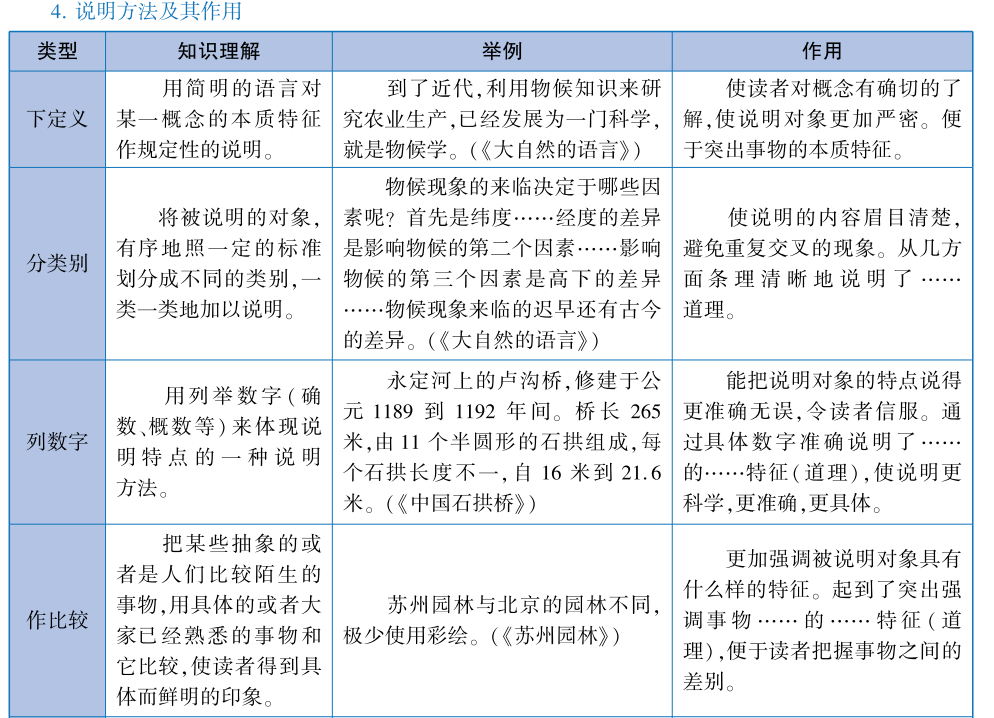 4. 说明方法及其作用
类型
知识理解
举例
作用
下定义
用简明的语言对
某一概念的本质特征
作规定性的说明。
到了近代,利用物候知识来研
究农业生产,已经发展为一门科学,
就是物候学。(《大自然的语言》)
使读者对概念有确切的了
解,使说明对象更加严密。便
于突出事物的本质特征。
分类别
将被说明的对象,
有序地照一定的标准
划分成不同的类别,一
类一类地加以说明。
物候现象的来临决定于哪些因
素呢? 首先是纬度……经度的差异
是影响物候的第二个因素……影响
物候的第三个因素是高下的差异
……物候现象来临的迟早还有古今
的差异。(《大自然的语言》)
使说明的内容眉目清楚,
避免重复交叉的现象。从几方
面条理清晰地说明了……
道理。
列数字
用列举数字(确
数、概数等)来体现说
明特点的一种说明
方法。
永定河上的卢沟桥,修建于公
元 1189 到 1192 年间。桥长 265
米,由 11 个半圆形的石拱组成,每
个石拱长度不一,自 16 米到 21.6
米。(《中国石拱桥》)
能把说明对象的特点说得
更准确无误,令读者信服。通
过具体数字准确说明了……
的……特征(道理),使说明更
科学,更准确,更具体。
作比较
把某些抽象的或
者是人们比较陌生的
事物,用具体的或者大
家已经熟悉的事物和
它比较,使读者得到具
体而鲜明的印象。
苏州园林与北京的园林不同,
极少使用彩绘。(《苏州园林》)
更加强调被说明对象具有
什么样的特征。起到了突出强
调事物……的……特征(道
理),便于读者把握事物之间的
差别。